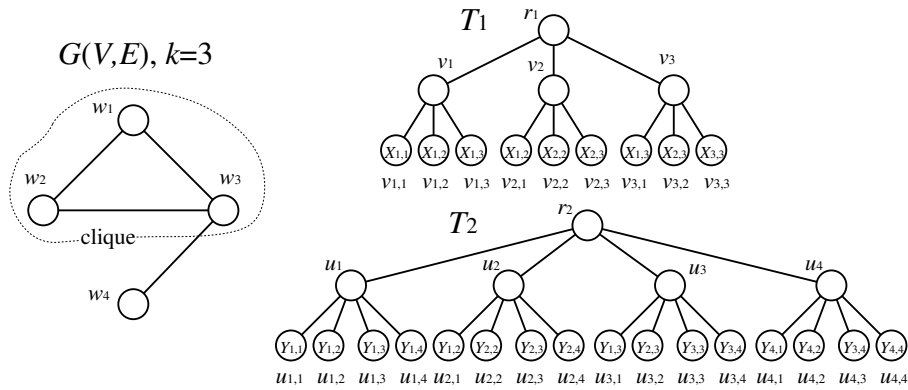 G(V,E), k=3
w1
w2
w3
clique
w4
T1
r1
v1
v2
v3
X1,1 X1,2 X1,3 X1,2 X2,2 X2,3 X1,3 X2,3 X3,3
v1,1 v1,2 v1,3 v2,1 v2,2 v2,3 v3,1 v3,2 v3,3
T2
r2
u1
u2
u3
u4
Y1,1 Y1,2 Y1,3 Y1,4 Y1,2 Y2,2 Y2,3 Y2,4 Y1,3 Y2,3 Y3,3 Y3,4 Y4,1 Y4,2 Y3,4 Y4,4
u1,1 u1,2 u1,3 u1,4 u2,1 u2,2 u2,3 u2,4 u3,1 u3,2 u3,3 u3,4 u4,1 u4,2 u4,3 u4,4